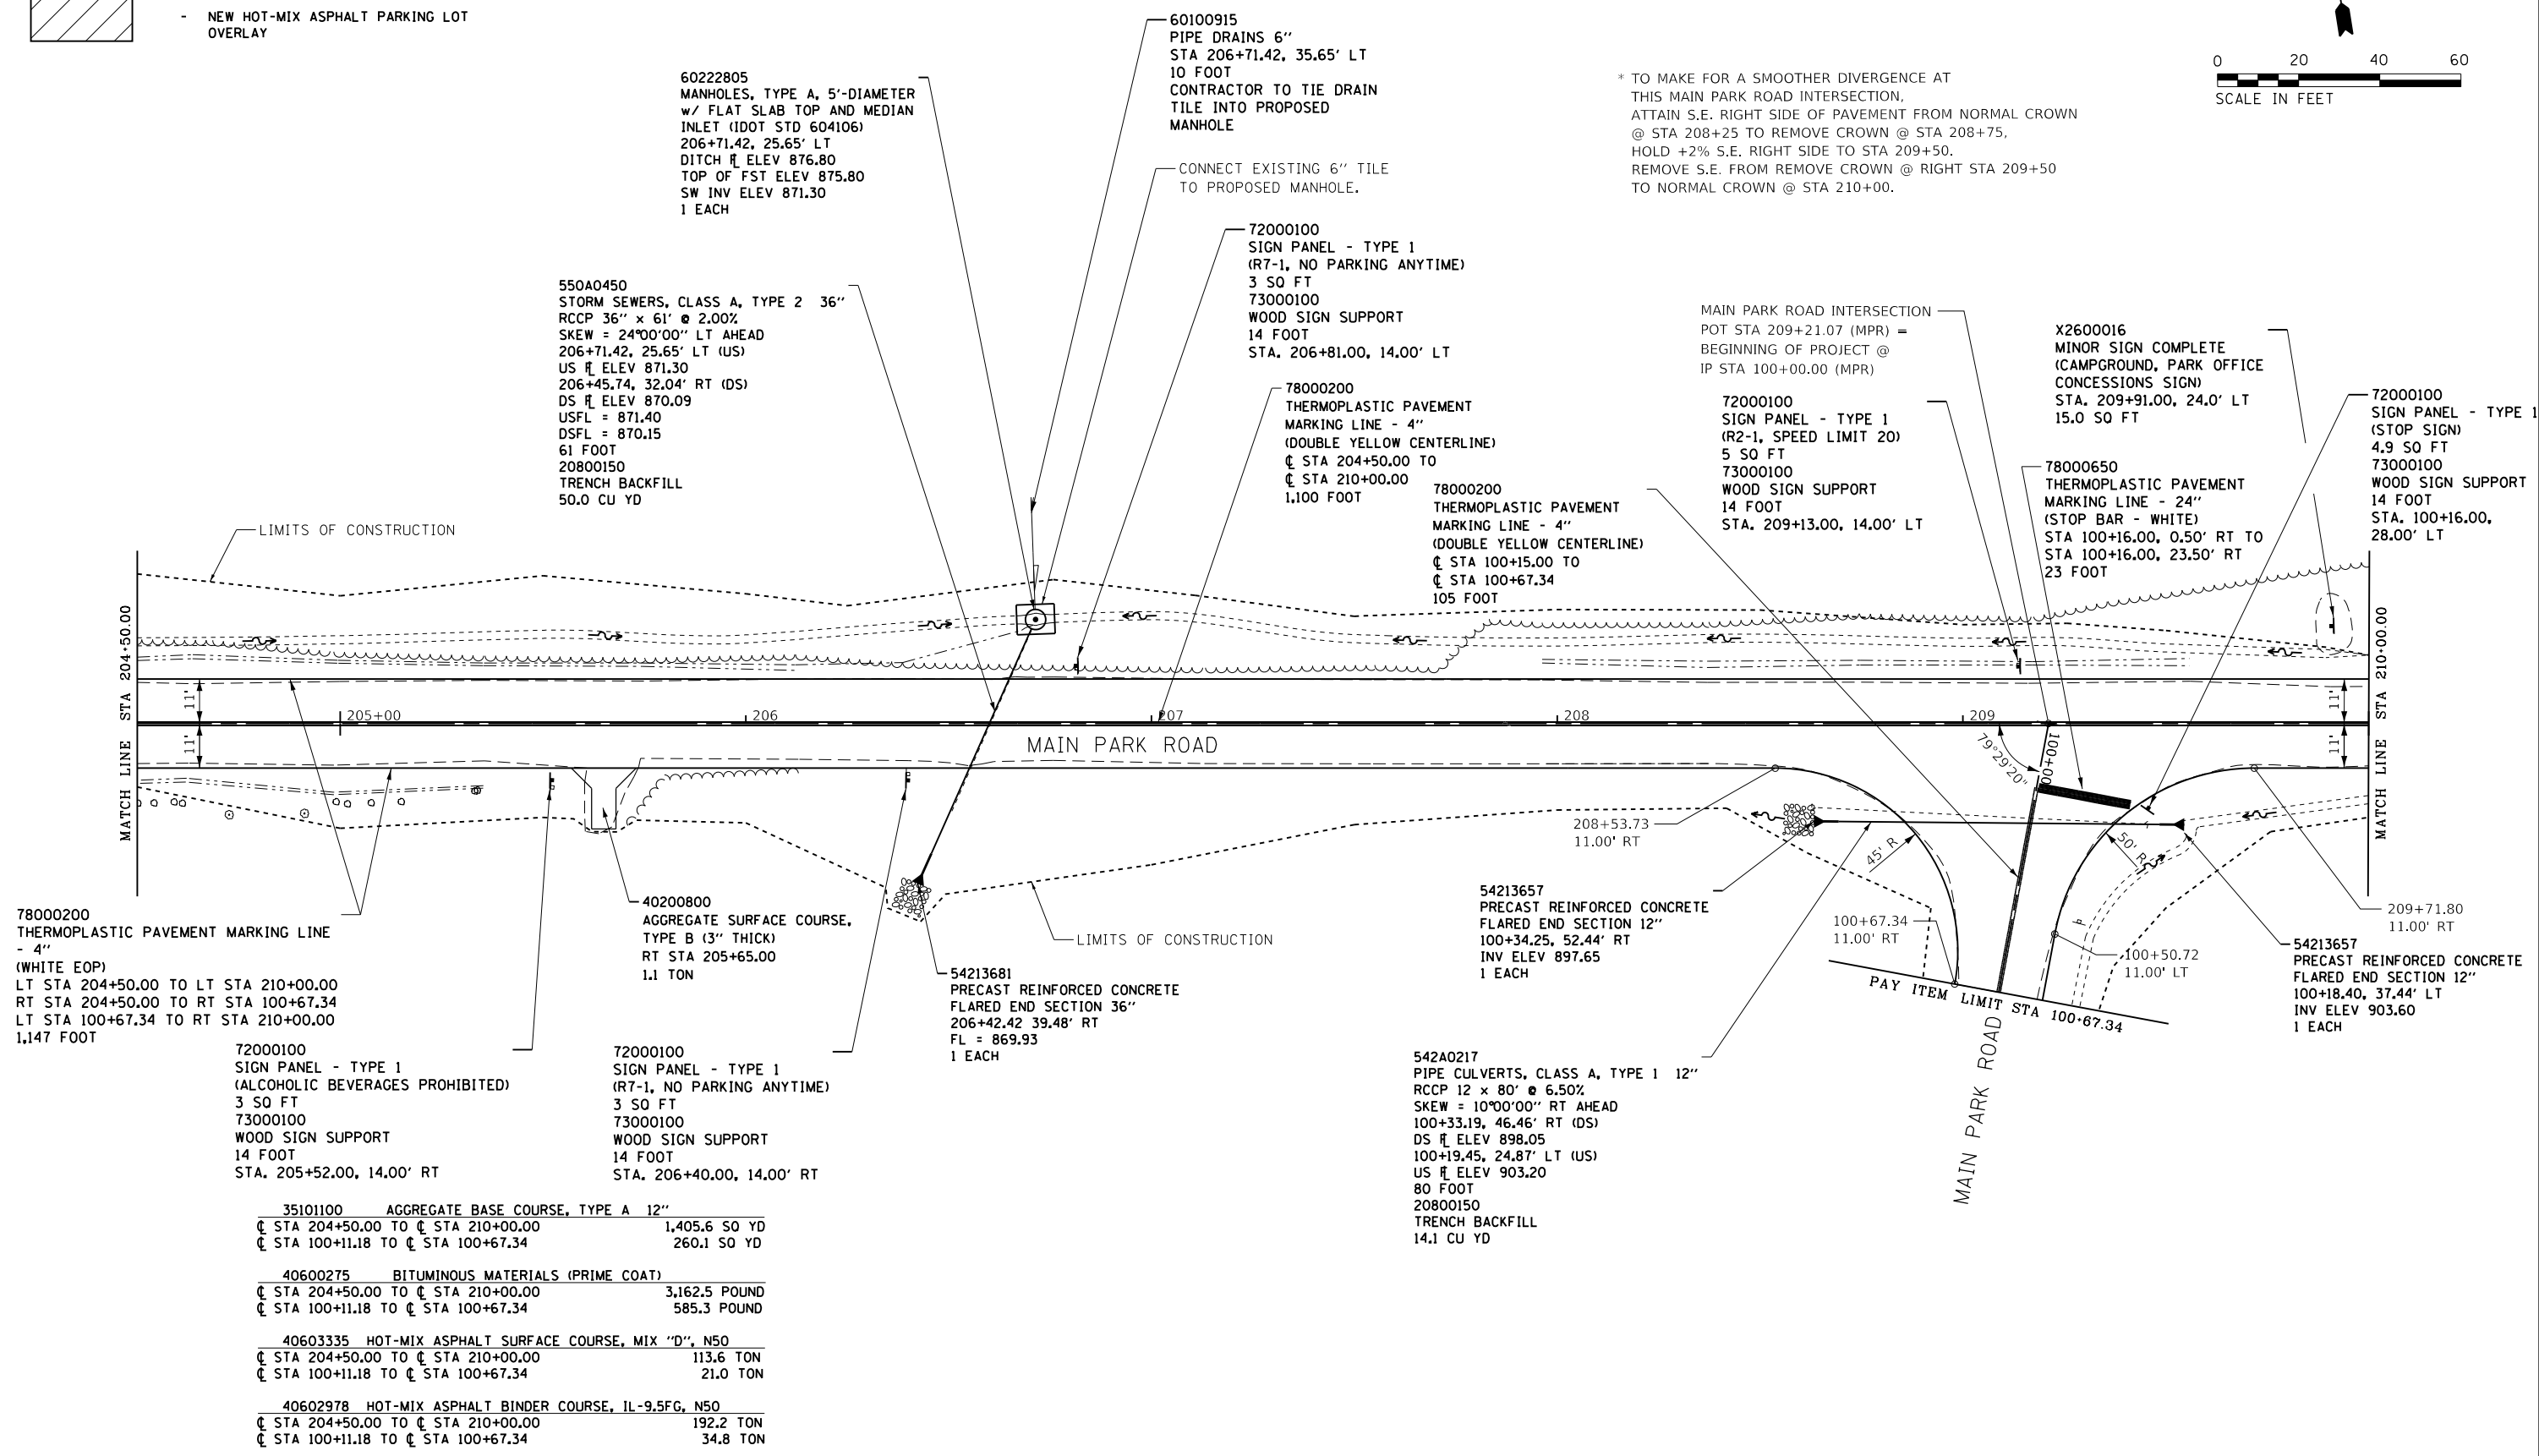 - NEW HOT-MIX ASPHALT PARKING LOT
OVERLAY
60222805
MANHOLES, TYPE A, 5'-DIAMETER
w/ FLAT SLAB TOP AND MEDIAN
INLET (IDOT STD 604106)
206+71.42, 25.65' LT
DITCH FL ELEV 876.80
TOP OF FST ELEV 875.80
SW INV ELEV 871.30
1 EACH
60100915
PIPE DRAINS 6"
STA 206+71.42, 35.65' LT
10 FOOT
CONTRACTOR TO TIE DRAIN
TILE INTO PROPOSED
MANHOLE
CONNECT EXISTING 6" TILE
TO PROPOSED MANHOLE.
* TO MAKE FOR A SMOOTHER DIVERGENCE AT
THIS MAIN PARK ROAD INTERSECTION,
ATTAIN S.E. RIGHT SIDE OF PAVEMENT FROM NORMAL CROWN
@ STA 208+25 TO REMOVE CROWN @ STA 208+75,
HOLD +2% S.E. RIGHT SIDE TO STA 209+50.
REMOVE S.E. FROM REMOVE CROWN @ RIGHT STA 209+50
TO NORMAL CROWN @ STA 210+00.
0 20 40 60
SCALE IN FEET
550A0450
STORM SEWERS, CLASS A, TYPE 2 36"
RCCP 36" x 61' @ 2.00%
SKEW = 24°00'00" LT AHEAD
206+71.42, 25.65' LT (US)
US FL ELEV 871.30
206+45.74, 32.04' RT (DS)
DS FL ELEV 870.09
USFL = 871.40
DSFL = 870.15
61 FOOT
20800150
TRENCH BACKFILL
50.0 CU YD
72000100
SIGN PANEL - TYPE 1
(R7-1, NO PARKING ANYTIME)
3 SQ FT
73000100
WOOD SIGN SUPPORT
14 FOOT
STA. 206+81.00, 14.00' LT
78000200
THERMOPLASTIC PAVEMENT
MARKING LINE - 4"
(DOUBLE YELLOW CENTERLINE)
℄ STA 204+50.00 TO
℄ STA 210+00.00
1,100 FOOT
78000200
THERMOPLASTIC PAVEMENT
MARKING LINE - 4"
(DOUBLE YELLOW CENTERLINE)
℄ STA 100+15.00 TO
℄ STA 100+67.34
105 FOOT
MAIN PARK ROAD INTERSECTION
POT STA 209+21.07 (MPR) =
BEGINNING OF PROJECT @
IP STA 100+00.00 (MPR)
72000100
SIGN PANEL - TYPE 1
(R2-1, SPEED LIMIT 20)
5 SQ FT
73000100
WOOD SIGN SUPPORT
14 FOOT
STA. 209+13.00, 14.00' LT
X2600016
MINOR SIGN COMPLETE
(CAMPGROUND, PARK OFFICE
CONCESSIONS SIGN)
STA. 209+91.00, 24.0' LT
15.0 SQ FT
78000650
THERMOPLASTIC PAVEMENT
MARKING LINE - 24"
(STOP BAR - WHITE)
STA 100+16.00, 0.50' RT TO
STA 100+16.00, 23.50' RT
23 FOOT
72000100
SIGN PANEL - TYPE 1
(STOP SIGN)
4.9 SQ FT
73000100
WOOD SIGN SUPPORT
14 FOOT
STA. 100+16.00,
28.00' LT
LIMITS OF CONSTRUCTION
MATCH LINE STA 204+50.00
11'
11'
205+00
206
207
208
209
MAIN PARK ROAD
79°29'20"
100+00
11'
11'
MATCH LINE STA 210+00.00
208+53.73
11.00' RT
45' R
50' R
100+67.34
11.00' RT
100+50.72
11.00' LT
209+71.80
11.00' RT
PAY ITEM LIMIT STA 100+67.34
MAIN PARK ROAD
LIMITS OF CONSTRUCTION
78000200
THERMOPLASTIC PAVEMENT MARKING LINE
- 4"
(WHITE EOP)
LT STA 204+50.00 TO LT STA 210+00.00
RT STA 204+50.00 TO RT STA 100+67.34
LT STA 100+67.34 TO RT STA 210+00.00
1,147 FOOT
40200800
AGGREGATE SURFACE COURSE,
TYPE B (3" THICK)
RT STA 205+65.00
1.1 TON
54213681
PRECAST REINFORCED CONCRETE
FLARED END SECTION 36"
206+42.42 39.48' RT
FL = 869.93
1 EACH
54213657
PRECAST REINFORCED CONCRETE
FLARED END SECTION 12"
100+34.25, 52.44' RT
INV ELEV 897.65
1 EACH
54213657
PRECAST REINFORCED CONCRETE
FLARED END SECTION 12"
100+18.40, 37.44' LT
INV ELEV 903.60
1 EACH
72000100
SIGN PANEL - TYPE 1
(ALCOHOLIC BEVERAGES PROHIBITED)
3 SQ FT
73000100
WOOD SIGN SUPPORT
14 FOOT
STA. 205+52.00, 14.00' RT
72000100
SIGN PANEL - TYPE 1
(R7-1, NO PARKING ANYTIME)
3 SQ FT
73000100
WOOD SIGN SUPPORT
14 FOOT
STA. 206+40.00, 14.00' RT
542A0217
PIPE CULVERTS, CLASS A, TYPE 1 12"
RCCP 12 x 80' @ 6.50%
SKEW = 10°00'00" RT AHEAD
100+33.19, 46.46' RT (DS)
DS FL ELEV 898.05
100+19.45, 24.87' LT (US)
US FL ELEV 903.20
80 FOOT
20800150
TRENCH BACKFILL
14.1 CU YD
35101100 AGGREGATE BASE COURSE, TYPE A 12"
℄ STA 204+50.00 TO ℄ STA 210+00.00 1,405.6 SQ YD
℄ STA 100+11.18 TO ℄ STA 100+67.34 260.1 SQ YD
40600275 BITUMINOUS MATERIALS (PRIME COAT)
℄ STA 204+50.00 TO ℄ STA 210+00.00 3,162.5 POUND
℄ STA 100+11.18 TO ℄ STA 100+67.34 585.3 POUND
40603335 HOT-MIX ASPHALT SURFACE COURSE, MIX "D", N50
℄ STA 204+50.00 TO ℄ STA 210+00.00 113.6 TON
℄ STA 100+11.18 TO ℄ STA 100+67.34 21.0 TON
40602978 HOT-MIX ASPHALT BINDER COURSE, IL-9.5FG, N50
℄ STA 204+50.00 TO ℄ STA 210+00.00 192.2 TON
℄ STA 100+11.18 TO ℄ STA 100+67.34 34.8 TON